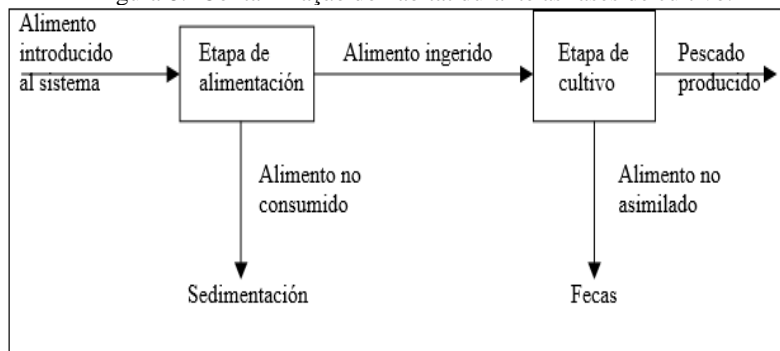 Alimento
introducido
al sistema
Etapa de
alimentación
Alimento ingerido
Etapa de
cultivo
Pescado
producido
Alimento no
consumido
Alimento no
asimilado
Sedimentación
Fecas